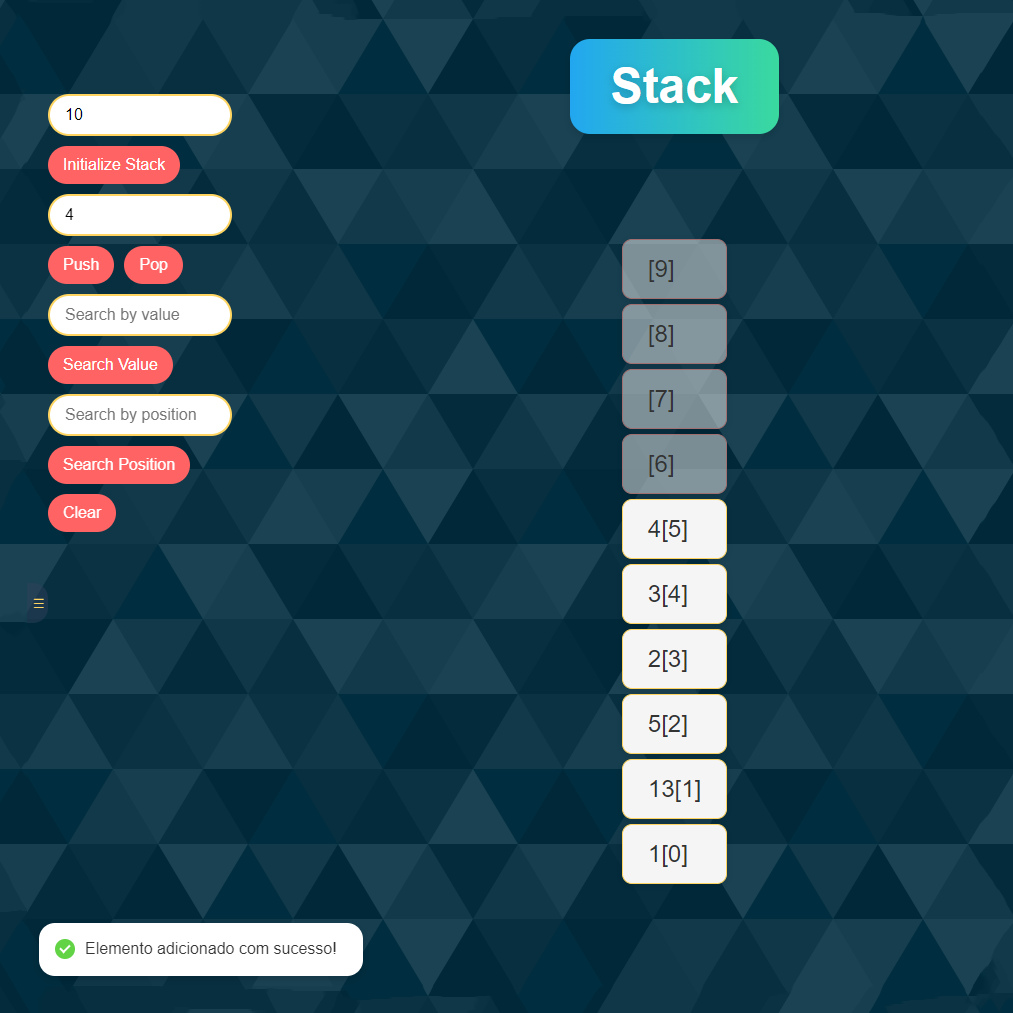 Stack
10
Initialize Stack
4
Push Pop
Search by value
Search Value
Search by position
Search Position
Clear
☰
[9]
[8]
[7]
[6]
4[5]
3[4]
2[3]
5[2]
13[1]
1[0]
Elemento adicionado com sucesso!